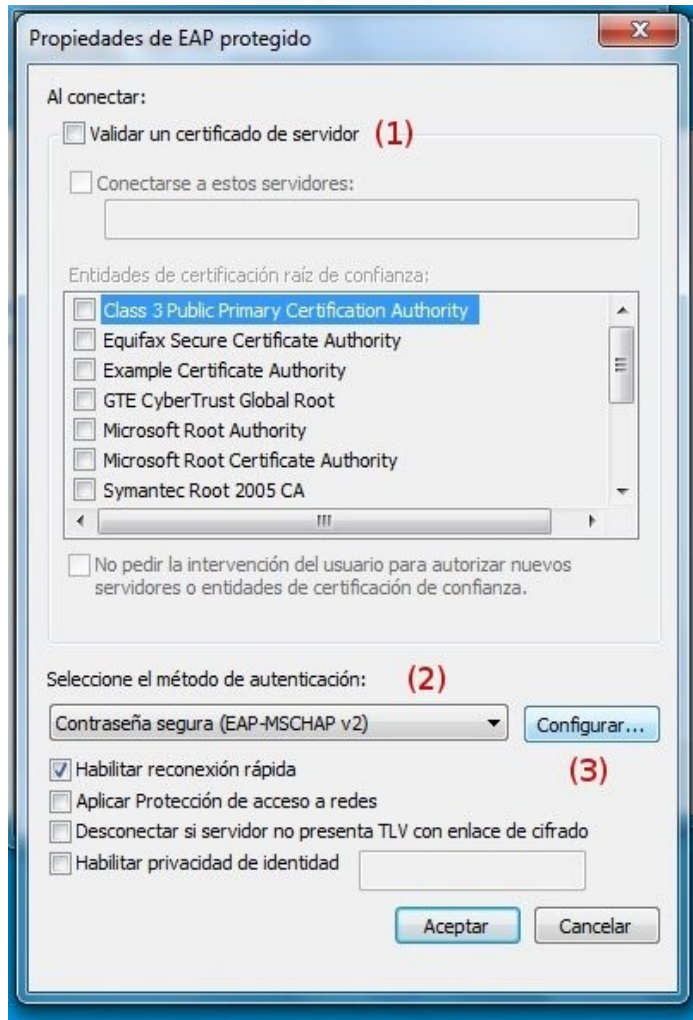 Propiedades de EAP protegido
Al conectar:
Validar un certificado de servidor (1)
Conectarse a estos servidores:
Entidades de certificación raíz de confianza:
Class 3 Public Primary Certification Authority
Equifax Secure Certificate Authority
Example Certificate Authority
GTE CyberTrust Global Root
Microsoft Root Authority
Microsoft Root Certificate Authority
Symantec Root 2005 CA
No pedir la intervención del usuario para autorizar nuevos
servidores o entidades de certificación de confianza.
Seleccione el método de autenticación: (2)
Contraseña segura (EAP-MSCHAP v2) Configurar...
Habilitar reconexión rápida (3)
Aplicar Protección de acceso a redes
Desconectar si servidor no presenta TLV con enlace de cifrado
Habilitar privacidad de identidad
Aceptar Cancelar